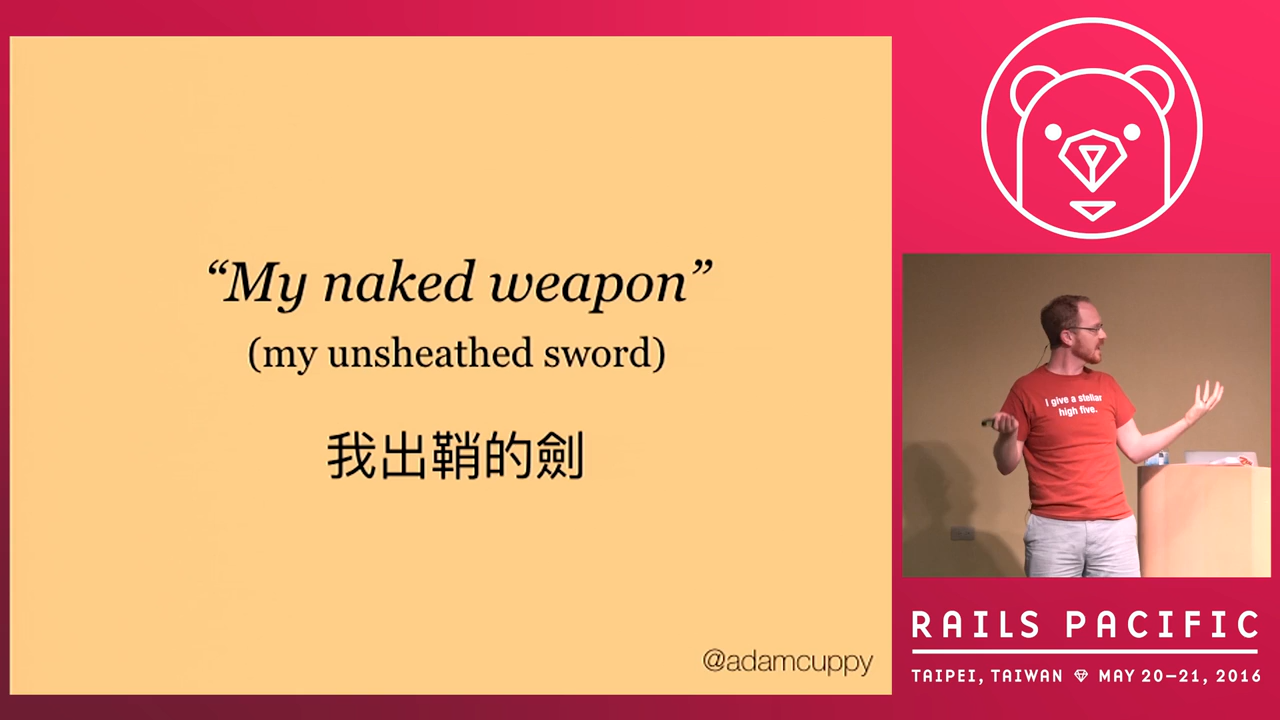 “My naked weapon”
(my unsheathed sword)
我出鞘的劍
@adamcuppy
I give a stellar
high five.
RAILS PACIFIC
TAIPEI, TAIWAN MAY 20–21, 2016